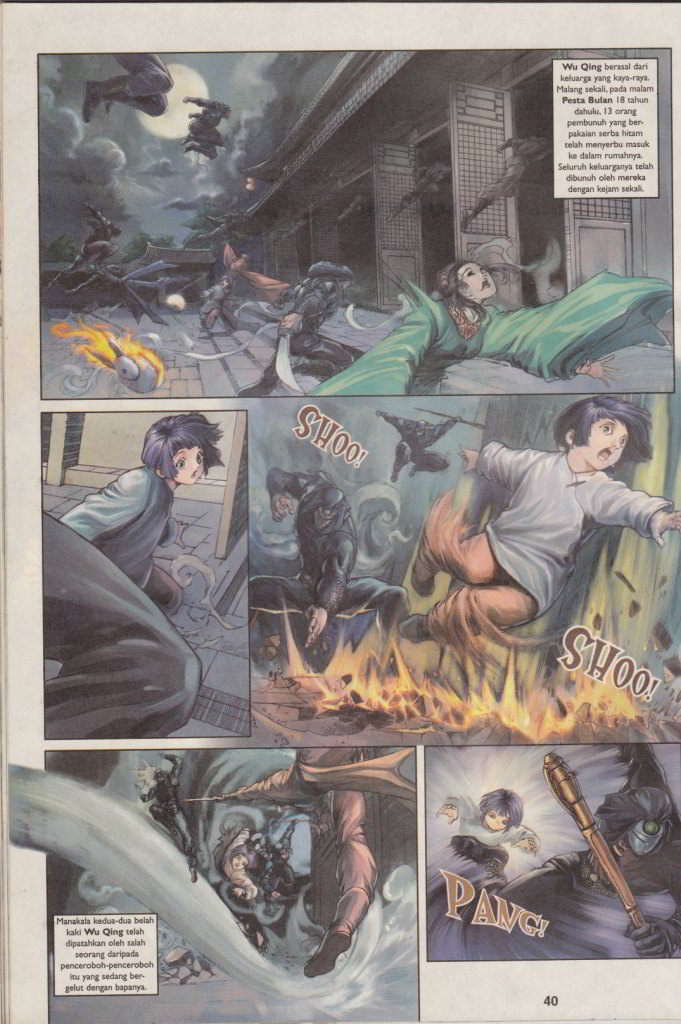 Wu Qing berasal dari
keluarga yang kaya-raya.
Malang sekali, pada malam
Pesta Bulan 18 tahun
dahulu, 13 orang
pembunuh yang ber-
pakaian serba hitam
telah menyerbu masuk
ke dalam rumahnya.
Seluruh keluarganya telah
dibunuh oleh mereka
dengan kejam sekali.
SHOO!
SHOO!
Manakala kedua-dua belah
kaki Wu Qing telah
dipatahkan oleh salah
seorang daripada
penceroboh-penceroboh
itu yang sedang ber-
gelut dengan bapanya.
PANG!
40